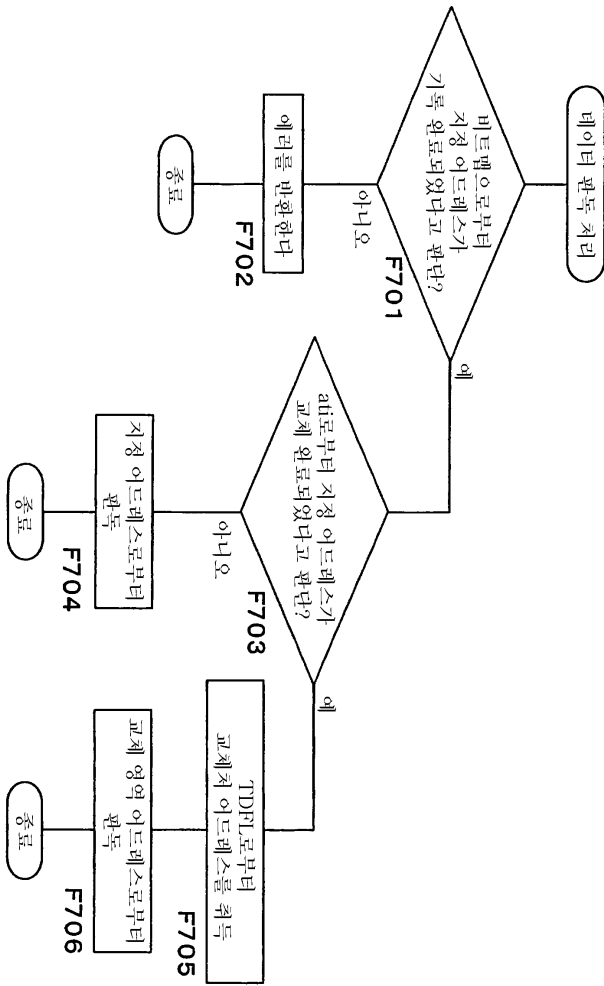 데이터 판독 처리
비트맵으로부터
지정 어드레스가
기록 완료되었다고 판단?
F701
예
아니오
에러를 반환한다
F702
종료
ati로부터 지정 어드레스가
교체 완료되었다고 판단?
F703
예
아니오
지정 어드레스로부터
판독
F704
종료
TDFL로부터
교체처 어드레스를 취득
F705
교체 영역 어드레스로부터
판독
F706
종료